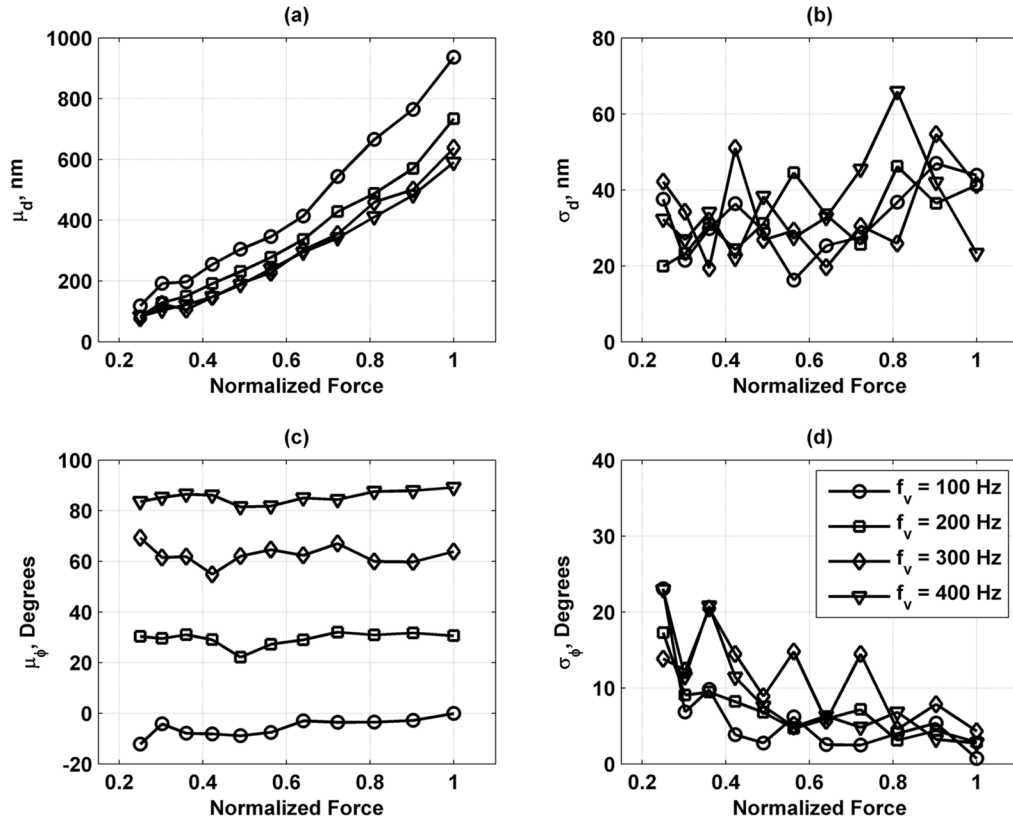 (a)
1000
800
600
400
200
0
μd, nm
0.2 0.4 0.6 0.8 1
Normalized Force
(b)
80
60
40
20
0
σd, nm
0.2 0.4 0.6 0.8 1
Normalized Force
(c)
100
80
60
40
20
0
-20
μϕ, Degrees
0.2 0.4 0.6 0.8 1
Normalized Force
(d)
40
30
20
10
0
σϕ, Degrees
fv = 100 Hz
fv = 200 Hz
fv = 300 Hz
fv = 400 Hz
0.2 0.4 0.6 0.8 1
Normalized Force